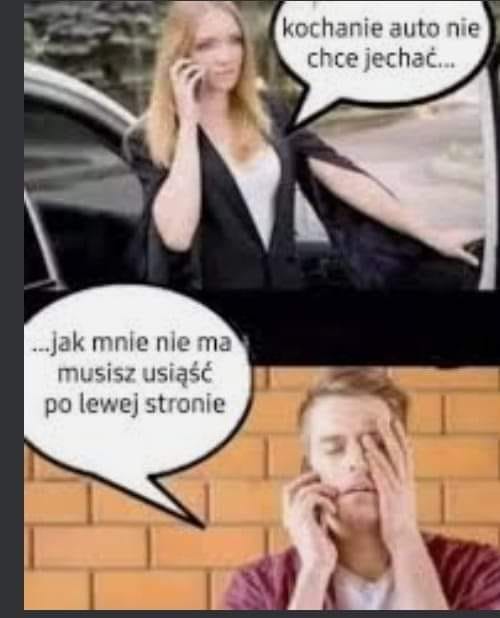 kochanie auto nie
chce jechać...
...jak mnie nie ma
musisz usiąść
po lewej stronie